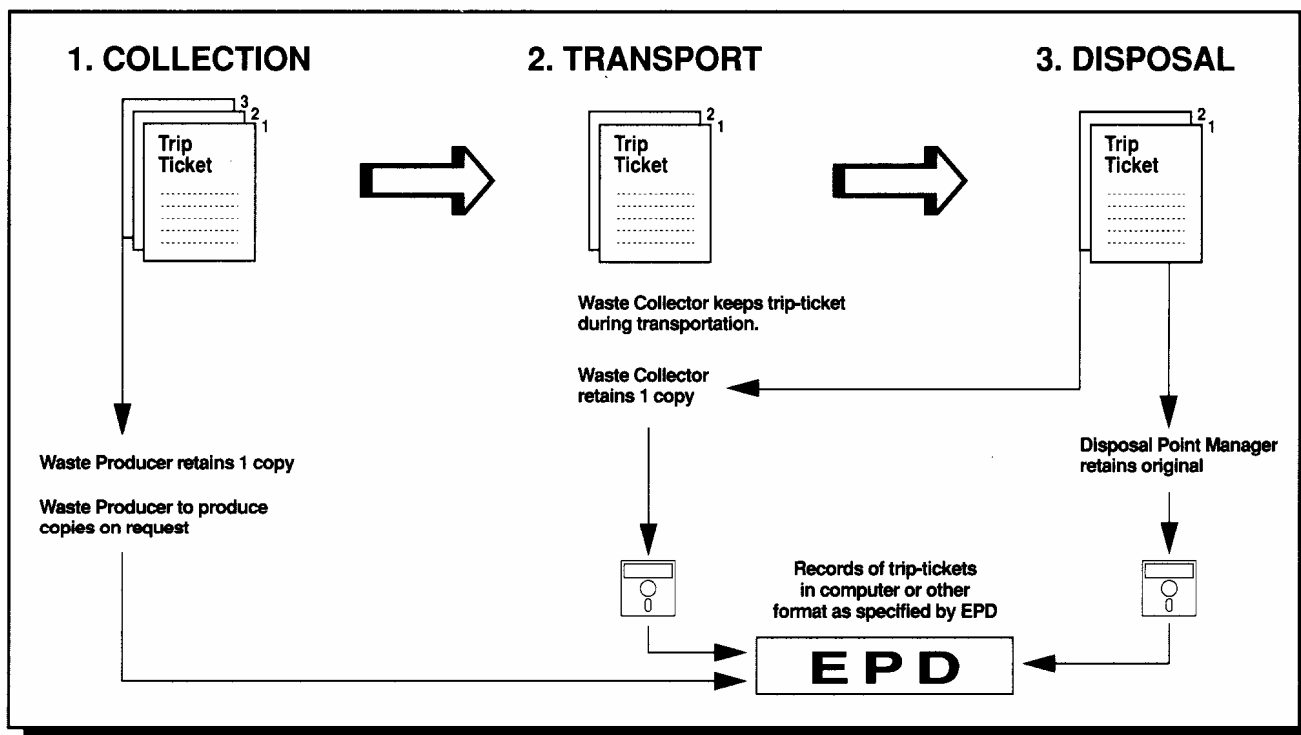 1. COLLECTION
2. TRANSPORT
3. DISPOSAL
3
2
1
Trip
Ticket
2
1
Trip
Ticket
2
1
Trip
Ticket
Waste Collector keeps trip-ticket
during transportation.
Waste Collector
retains 1 copy
Disposal Point Manager
retains original
Waste Producer retains 1 copy
Waste Producer to produce
copies on request
Records of trip-tickets
in computer or other
format as specified by EPD
EPD